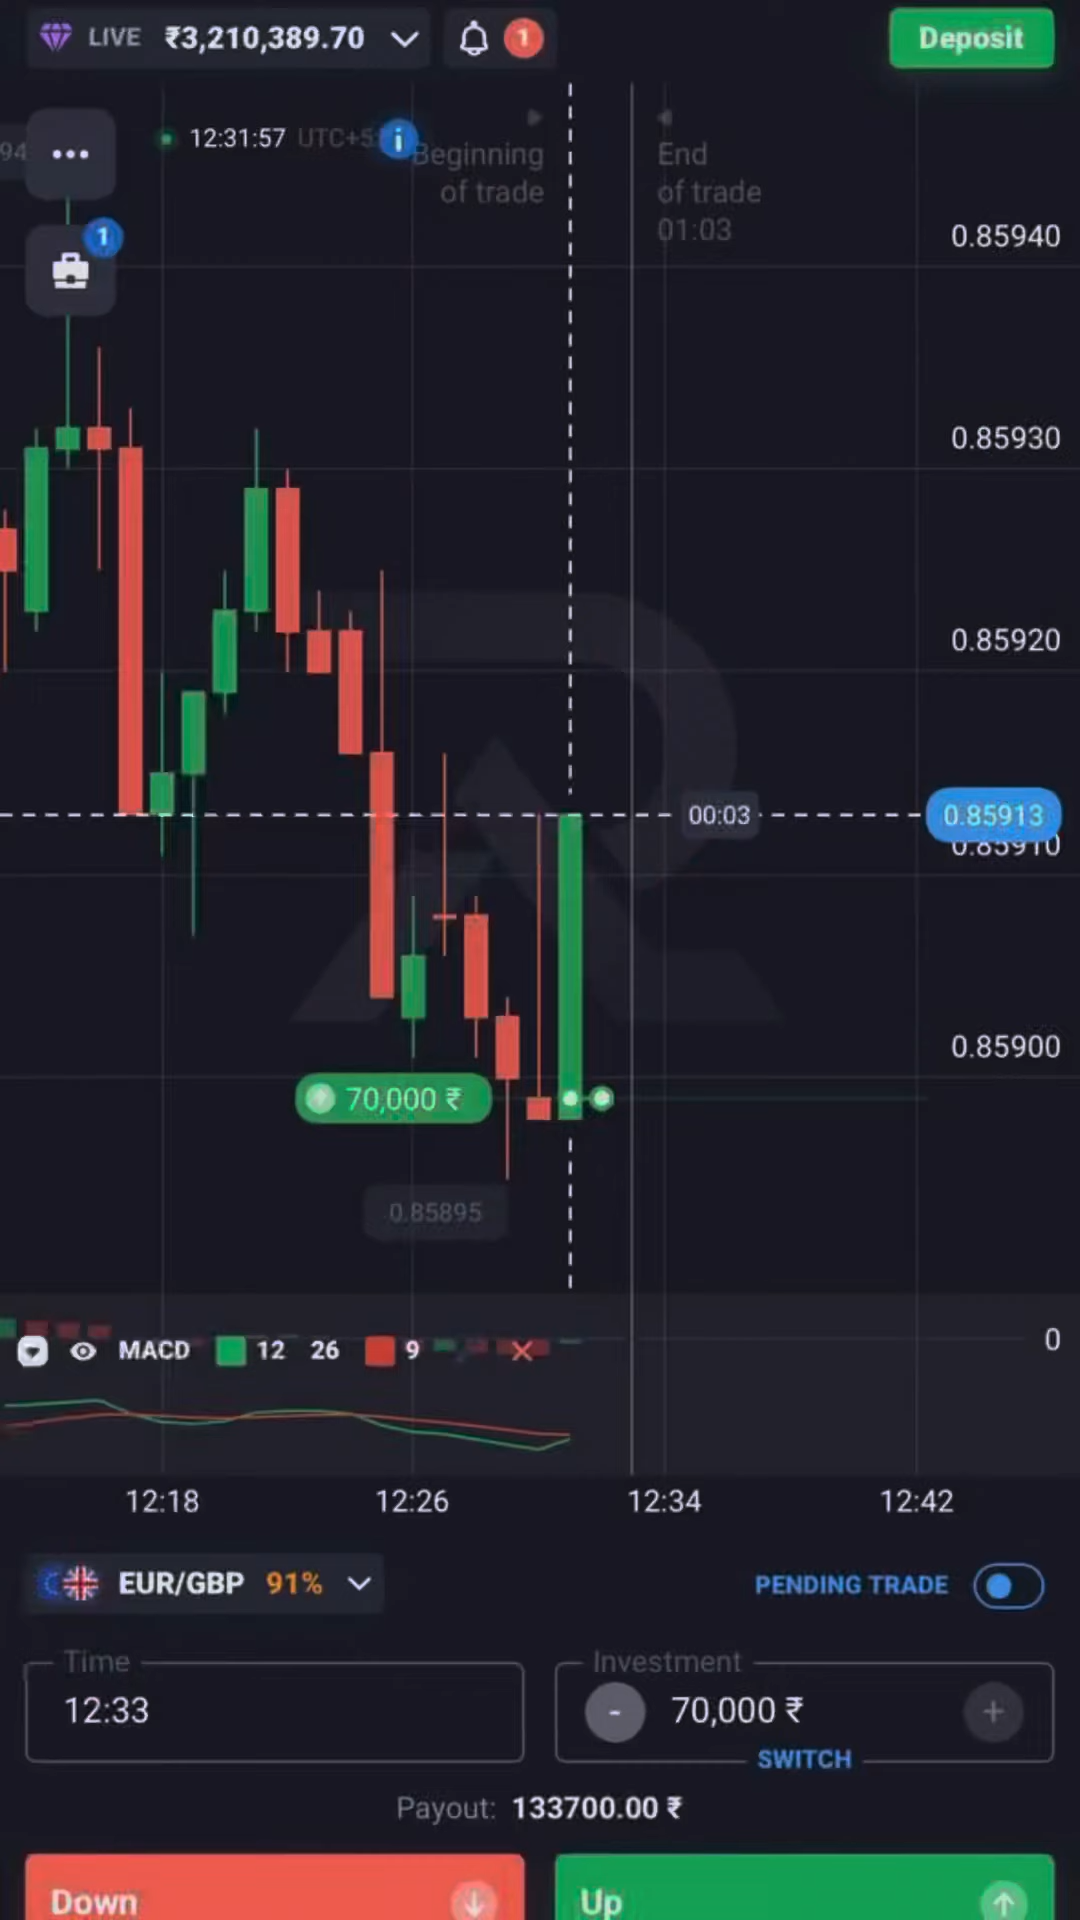 LIVE ₹3,210,389.70
1
Deposit
94
•••
12:31:57 UTC+5:
i
Beginning
of trade
End
of trade
01:03
1
0.85940
0.85930
0.85920
00:03
0.85913
0.85910
0.85900
70,000 ₹
0.85895
MACD 12 26 9
0
12:18
12:26
12:34
12:42
EUR/GBP 91%
PENDING TRADE
Time
12:33
Investment
- 70,000 ₹ +
SWITCH
Payout: 133700.00 ₹
Down
Up